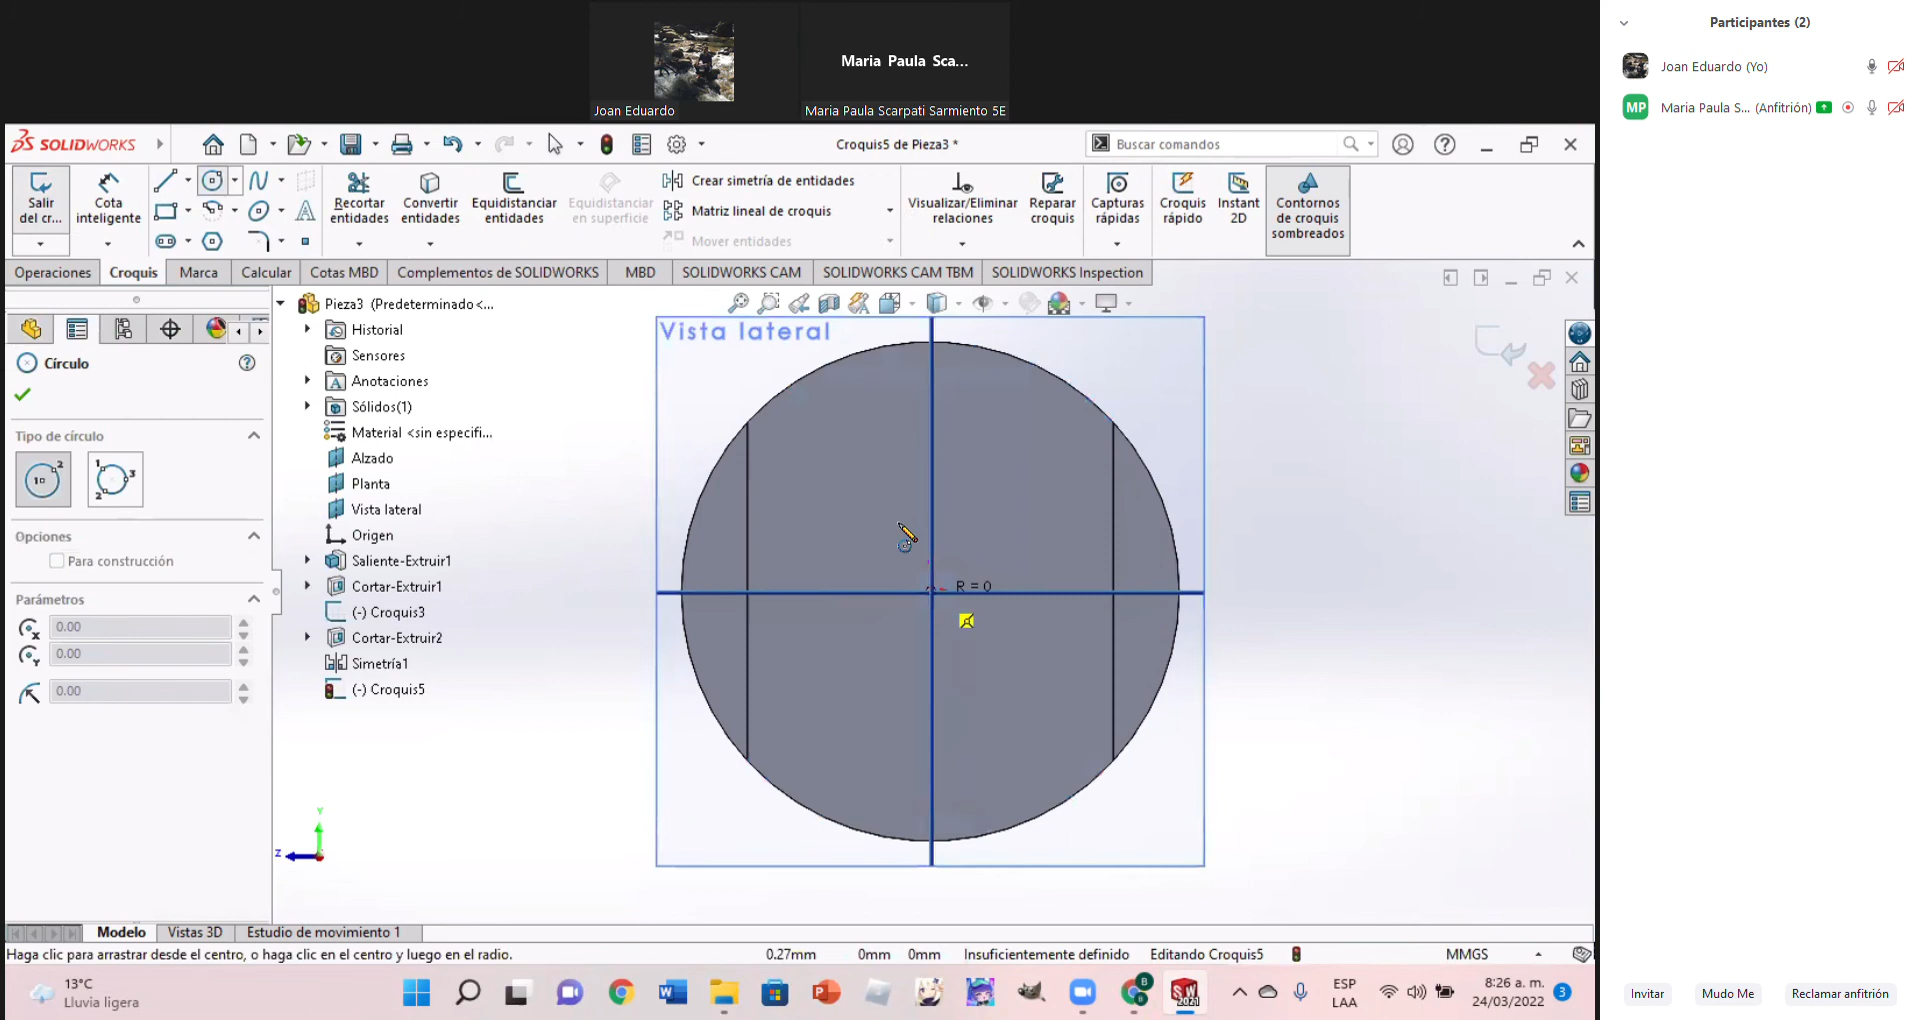 Maria Paula Sca...
Joan Eduardo
Maria Paula Scarpati Sarmiento 5E
Participantes (2)
Joan Eduardo (Yo)
MP
Maria Paula S... (Anfitrión)
SOLIDWORKS
Croquis5 de Pieza3 *
Buscar comandos
Salir del cr...
Cota inteligente
Recortar entidades
Convertir entidades
Equidistanciar entidades
Equidistanciar en superficie
Crear simetría de entidades
Matriz lineal de croquis
Mover entidades
Visualizar/Eliminar relaciones
Reparar croquis
Capturas rápidas
Croquis rápido
Instant 2D
Contornos de croquis sombreados
Operaciones
Croquis
Marca
Calcular
Cotas MBD
Complementos de SOLIDWORKS
MBD
SOLIDWORKS CAM
SOLIDWORKS CAM TBM
SOLIDWORKS Inspection
Círculo
Tipo de círculo
Opciones
Para construcción
Parámetros
0.00
0.00
0.00
Pieza3 (Predeterminado<...
Historial
Sensores
Anotaciones
Sólidos(1)
Material <sin especifi...
Alzado
Planta
Vista lateral
Origen
Saliente-Extruir1
Cortar-Extruir1
(-) Croquis3
Cortar-Extruir2
Simetría1
(-) Croquis5
Vista lateral
R = 0
Y
Z
Modelo
Vistas 3D
Estudio de movimiento 1
Haga clic para arrastrar desde el centro, o haga clic en el centro y luego en el radio.
0.27mm
0mm
0mm
Insuficientemente definido
Editando Croquis5
MMGS
13°C
Lluvia ligera
ESP
LAA
8:26 a. m.
24/03/2022
3
Invitar
Mudo Me
Reclamar anfitrión